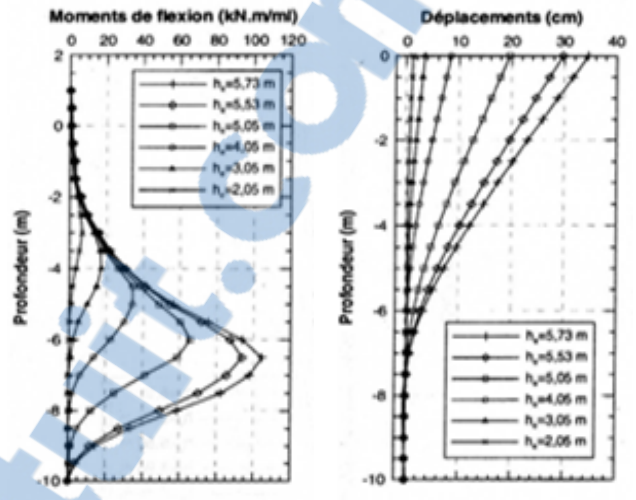 Moments de flexion (kN.m/ml)
0 20 40 60 80 100 120
2
0
-2
-4
-6
-8
-10
Profondeur (m)
hₑ=5,73 m
hₑ=5,53 m
hₑ=5,05 m
hₑ=4,05 m
hₑ=3,05 m
hₑ=2,05 m
Déplacements (cm)
0 10 20 30 40
0
-2
-4
-6
-8
-10
Profondeur (m)
hₑ=5,73 m
hₑ=5,53 m
hₑ=5,05 m
hₑ=4,05 m
hₑ=3,05 m
hₑ=2,05 m